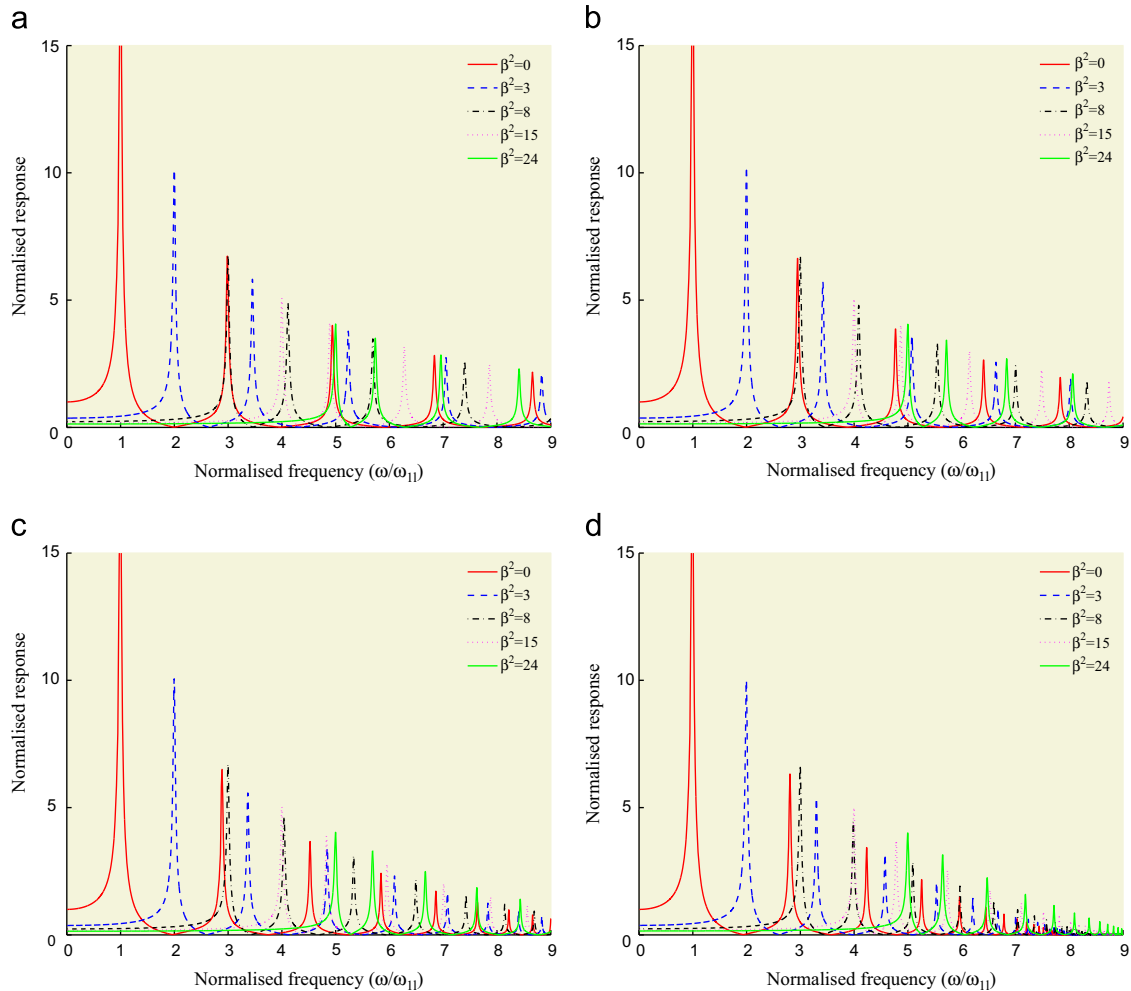 a
15
10
5
0
0 1 2 3 4 5 6 7 8 9
Normalised response
Normalised frequency (ω/ω₁₁)
β²=0
β²=3
β²=8
β²=15
β²=24
b
15
10
5
0
0 1 2 3 4 5 6 7 8 9
Normalised response
Normalised frequency (ω/ω₁₁)
β²=0
β²=3
β²=8
β²=15
β²=24
c
15
10
5
0
0 1 2 3 4 5 6 7 8 9
Normalised response
Normalised frequency (ω/ω₁₁)
β²=0
β²=3
β²=8
β²=15
β²=24
d
15
10
5
0
0 1 2 3 4 5 6 7 8 9
Normalised response
Normalised frequency (ω/ω₁₁)
β²=0
β²=3
β²=8
β²=15
β²=24